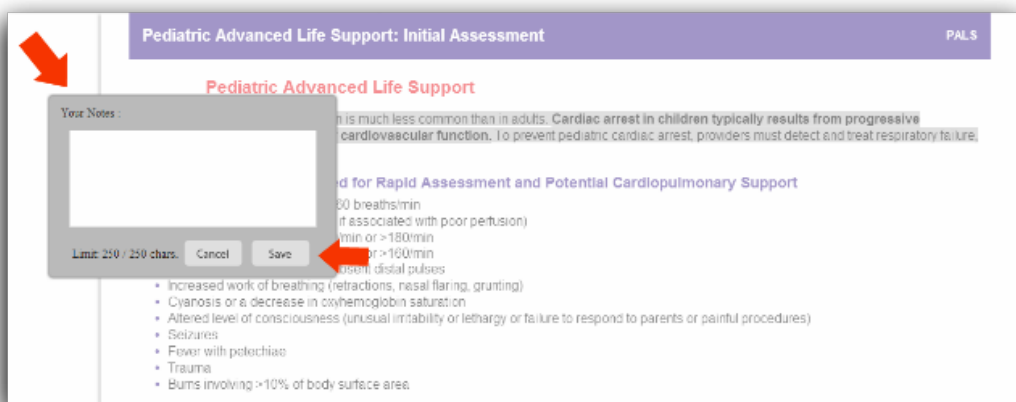 Pediatric Advanced Life Support: Initial Assessment
PALS
Pediatric Advanced Life Support
Your Notes :
n is much less common than in adults. Cardiac arrest in children typically results from progressive
cardiovascular function. To prevent pediatric cardiac arrest, providers must detect and treat respiratory failure,
ed for Rapid Assessment and Potential Cardiopulmonary Support
60 breaths/min
if associated with poor perfusion)
/min or >180/min
or >160/min
Limit: 250 / 250 chars.
Cancel
Save
absent distal pulses
• Increased work of breathing (retractions, nasal flaring, grunting)
• Cyanosis or a decrease in oxyhemoglobin saturation
• Altered level of consciousness (unusual irritability or lethargy or failure to respond to parents or painful procedures)
• Seizures
• Fever with petechiae
• Trauma
• Burns involving >10% of body surface area